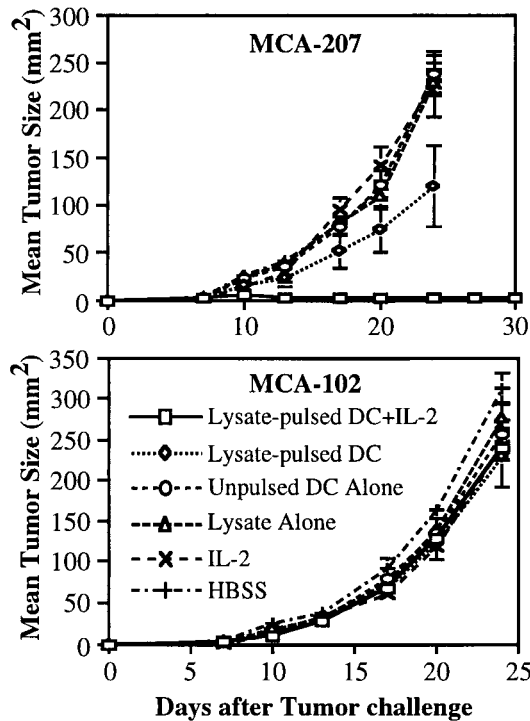 MCA-207
Mean Tumor Size (mm²)
300
250
200
150
100
50
0
0
10
20
30
MCA-102
Mean Tumor Size (mm²)
350
300
250
200
150
100
50
0
Lysate-pulsed DC+IL-2
Lysate-pulsed DC
Unpulsed DC Alone
Lysate Alone
IL-2
HBSS
0
5
10
15
20
25
Days after Tumor challenge